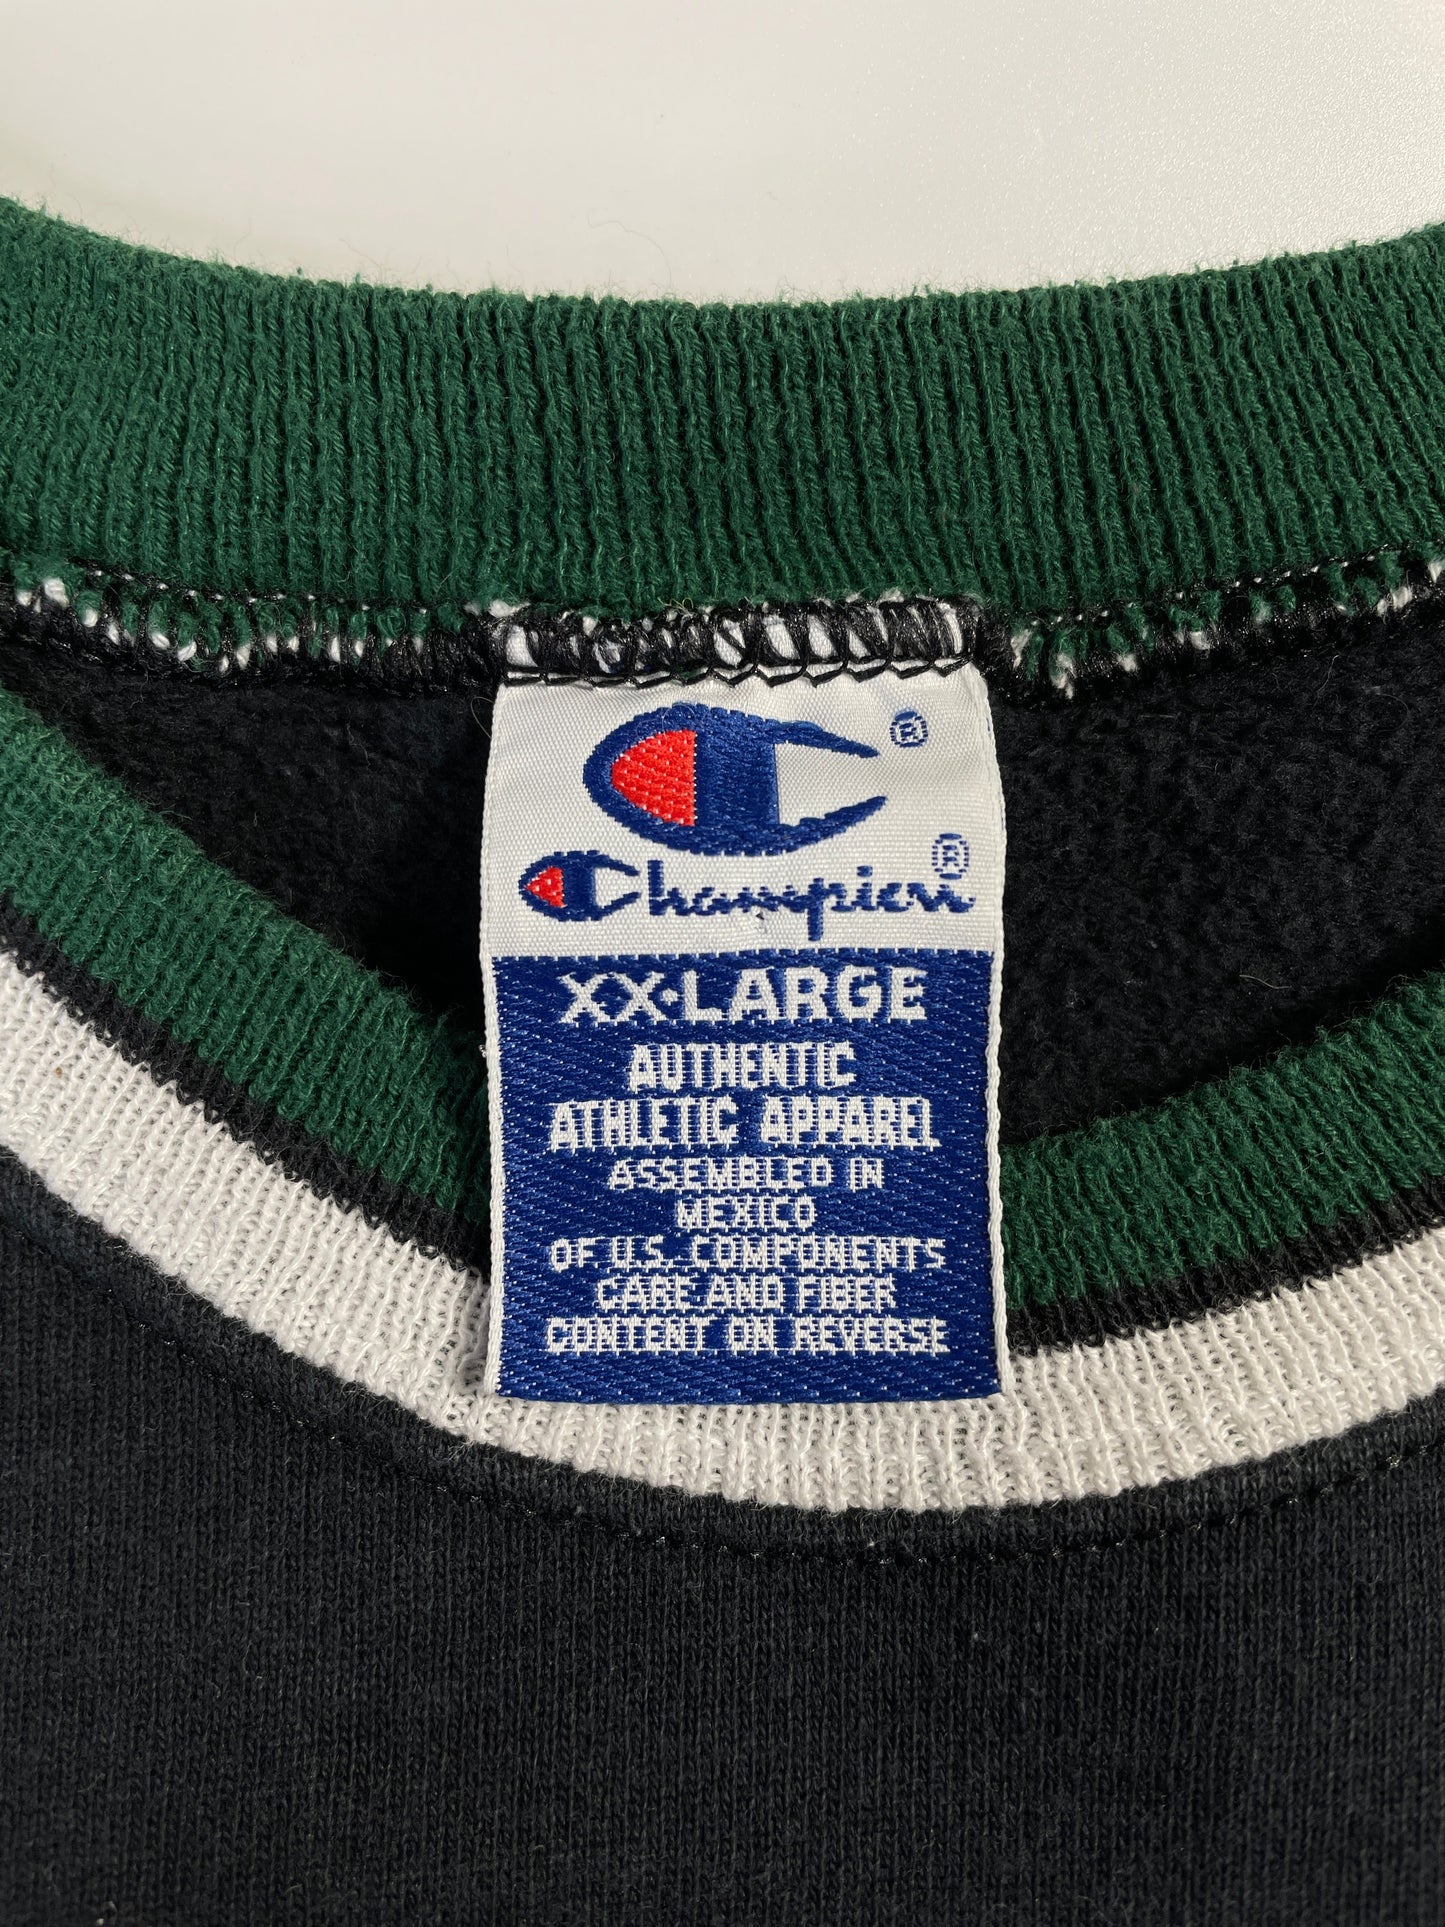 ®
Champion®
XX-LARGE
AUTHENTIC
ATHLETIC APPAREL
ASSEMBLED IN
MEXICO
OF U.S. COMPONENTS
CARE AND FIBER
CONTENT ON REVERSE